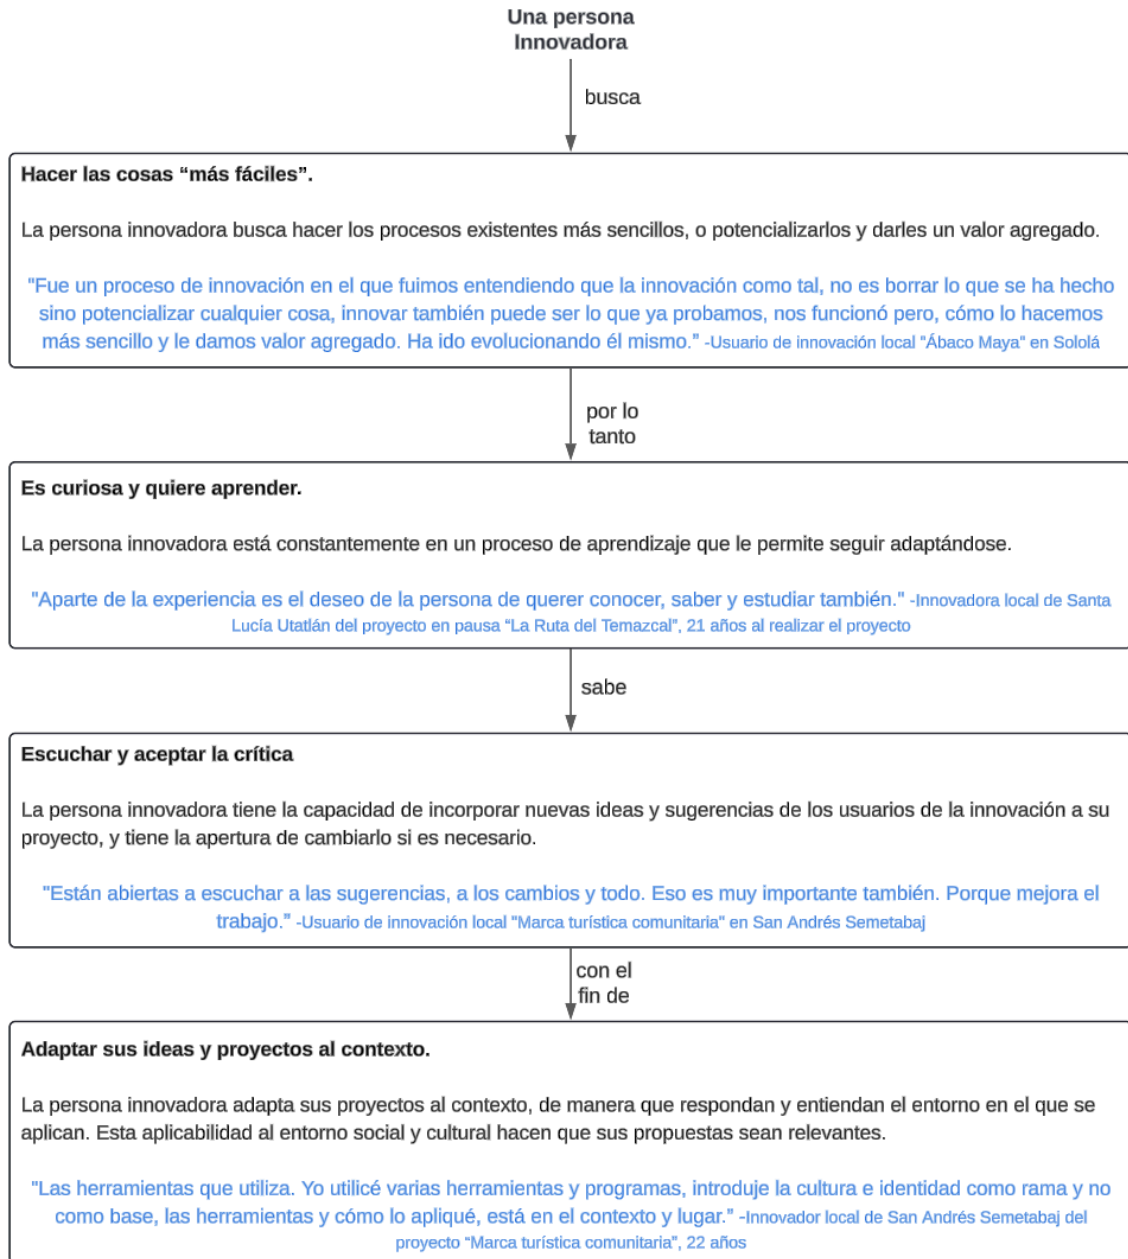 Una persona
Innovadora
busca
Hacer las cosas “más fáciles”.
La persona innovadora busca hacer los procesos existentes más sencillos, o potencializarlos y darles un valor agregado.
"Fue un proceso de innovación en el que fuimos entendiendo que la innovación como tal, no es borrar lo que se ha hecho
sino potencializar cualquier cosa, innovar también puede ser lo que ya probamos, nos funcionó pero, cómo lo hacemos
más sencillo y le damos valor agregado. Ha ido evolucionando él mismo.” -Usuario de innovación local "Ábaco Maya" en Sololá
por lo
tanto
Es curiosa y quiere aprender.
La persona innovadora está constantemente en un proceso de aprendizaje que le permite seguir adaptándose.
"Aparte de la experiencia es el deseo de la persona de querer conocer, saber y estudiar también." -Innovadora local de Santa
Lucía Utatlán del proyecto en pausa “La Ruta del Temazcal”, 21 años al realizar el proyecto
sabe
Escuchar y aceptar la crítica
La persona innovadora tiene la capacidad de incorporar nuevas ideas y sugerencias de los usuarios de la innovación a su
proyecto, y tiene la apertura de cambiarlo si es necesario.
"Están abiertas a escuchar a las sugerencias, a los cambios y todo. Eso es muy importante también. Porque mejora el
trabajo.” -Usuario de innovación local "Marca turística comunitaria" en San Andrés Semetabaj
con el
fin de
Adaptar sus ideas y proyectos al contexto.
La persona innovadora adapta sus proyectos al contexto, de manera que respondan y entiendan el entorno en el que se
aplican. Esta aplicabilidad al entorno social y cultural hacen que sus propuestas sean relevantes.
"Las herramientas que utiliza. Yo utilicé varias herramientas y programas, introduje la cultura e identidad como rama y no
como base, las herramientas y cómo lo apliqué, está en el contexto y lugar.” -Innovador local de San Andrés Semetabaj del
proyecto “Marca turística comunitaria”, 22 años